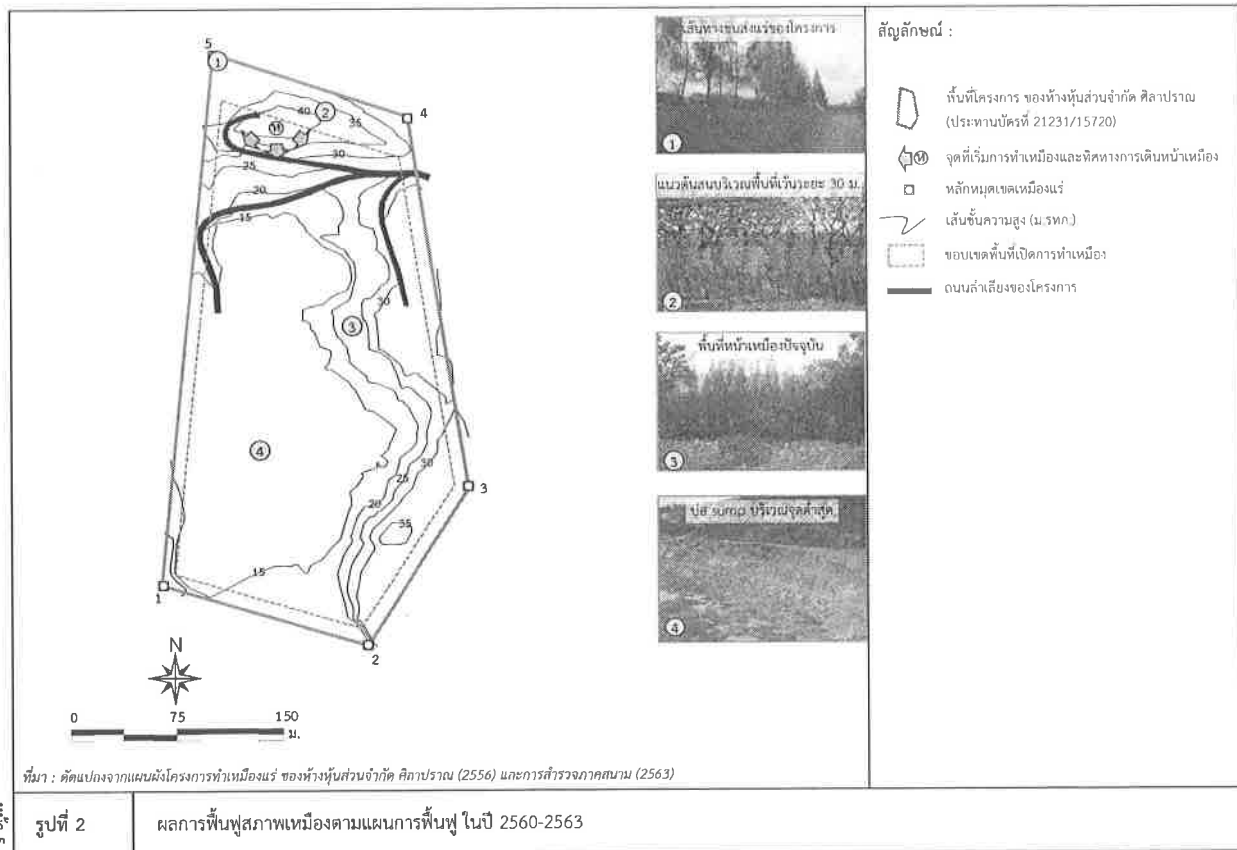 5
1
4
2
40
35
M
30
25
20
15
30
3
4
3
30
25
20
35
15
1
2
N
0 75 150
ม.
เส้นทางขนส่งแร่ของโครงการ
1
แนวต้นสนบริเวณพื้นที่เว้นระยะ 30 ม.
2
พื้นที่หน้าเหมืองปัจจุบัน
3
บ่อ sump บริเวณจุดต่ำสุด
4
สัญลักษณ์ :
พื้นที่โครงการ ของห้างหุ้นส่วนจำกัด ศิลาปราณ
(ประทานบัตรที่ 21231/15720)
M จุดที่เริ่มการทำเหมืองและทิศทางการเดินหน้าเหมือง
หลักหมุดเขตเหมืองแร่
เส้นชั้นความสูง (ม.รทก.)
ขอบเขตพื้นที่เปิดการทำเหมือง
ถนนลำเลียงของโครงการ
ที่มา : ดัดแปลงจากแผนผังโครงการทำเหมืองแร่ ของห้างหุ้นส่วนจำกัด ศิลาปราณ (2556) และการสำรวจภาคสนาม (2563)
รูปที่ 2 ผลการฟื้นฟูสภาพเหมืองตามแผนการฟื้นฟู ในปี 2560-2563